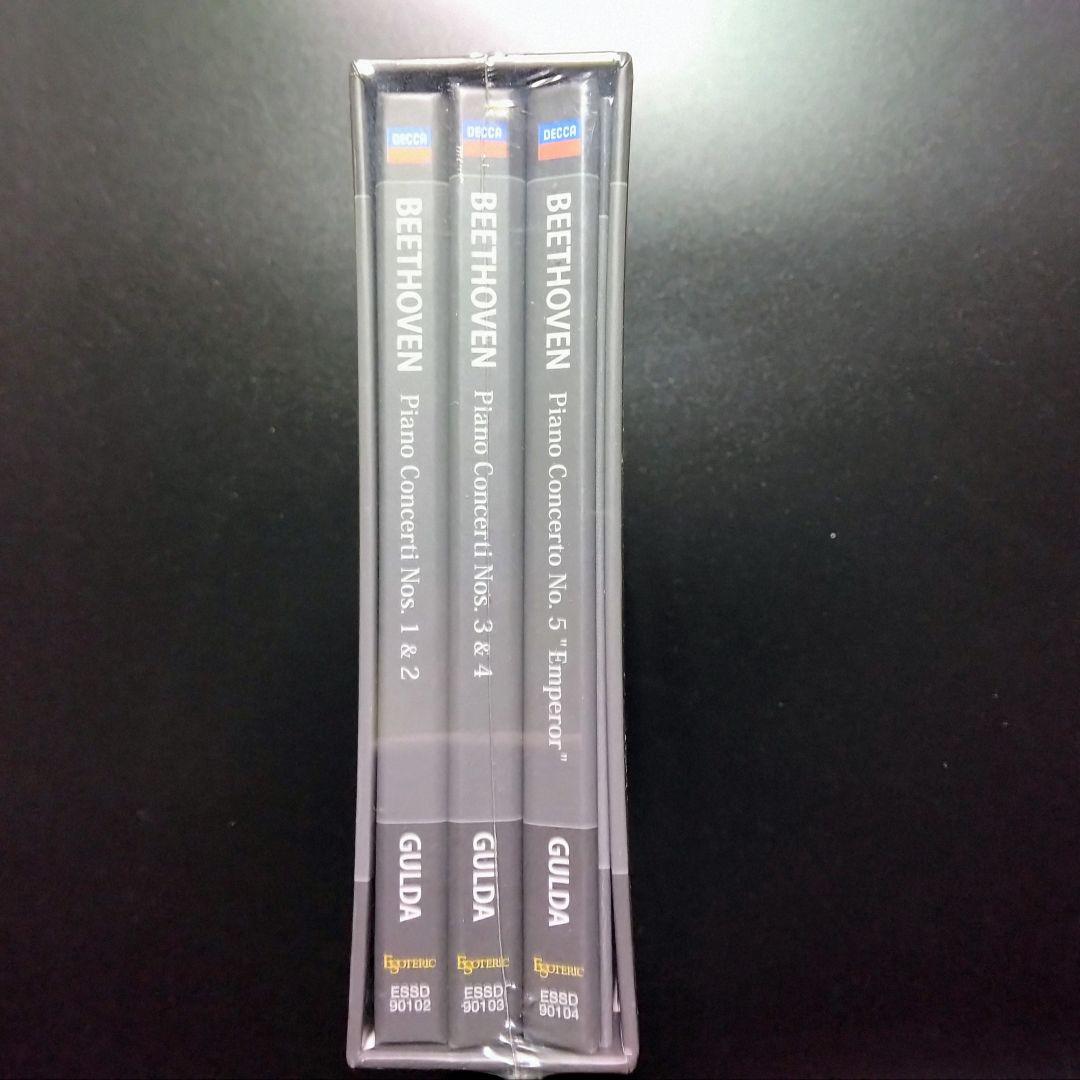 DECCA
BEETHOVEN Piano Concerti Nos. 1 & 2
GULDA
ESOTERIC
ESSD
90102
DECCA
BEETHOVEN Piano Concerti Nos. 3 & 4
GULDA
ESOTERIC
ESSD
90103
DECCA
BEETHOVEN Piano Concerto No. 5 "Emperor"
GULDA
ESOTERIC
ESSD
90104